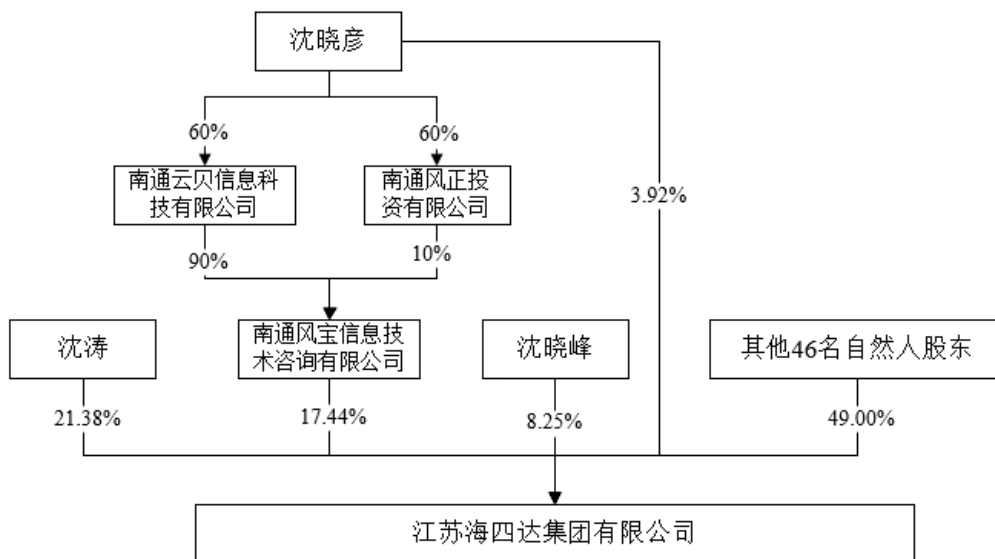 沈晓彦
60%
60%
南通云贝信息科
技有限公司
南通风正投
资有限公司
3.92%
90%
10%
沈涛
南通风宝信息技
术咨询有限公司
沈晓峰
其他46名自然人股东
21.38%
17.44%
8.25%
49.00%
江苏海四达集团有限公司